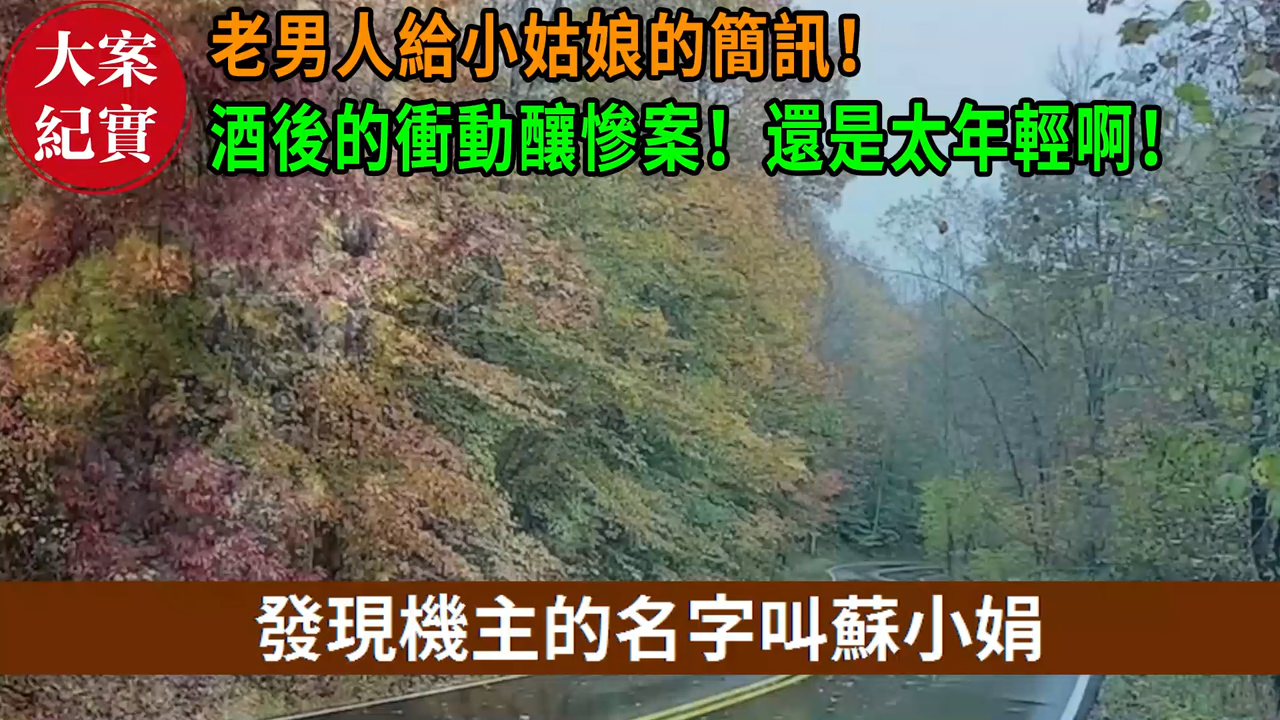 大案
紀實
老男人給小姑娘的簡訊!
酒後的衝動釀慘案!還是太年輕啊!
發現機主的名字叫蘇小娟